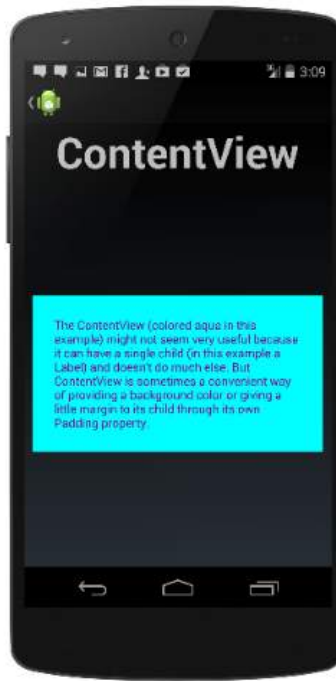 3:09
ContentView
The ContentView (colored aqua in this
example) might not seem very useful because
it can have a single child (in this example a
Label) and doesn't do much else. But
ContentView is sometimes a convenient way
of providing a background color or giving a
little margin to its child through its own
Padding property.